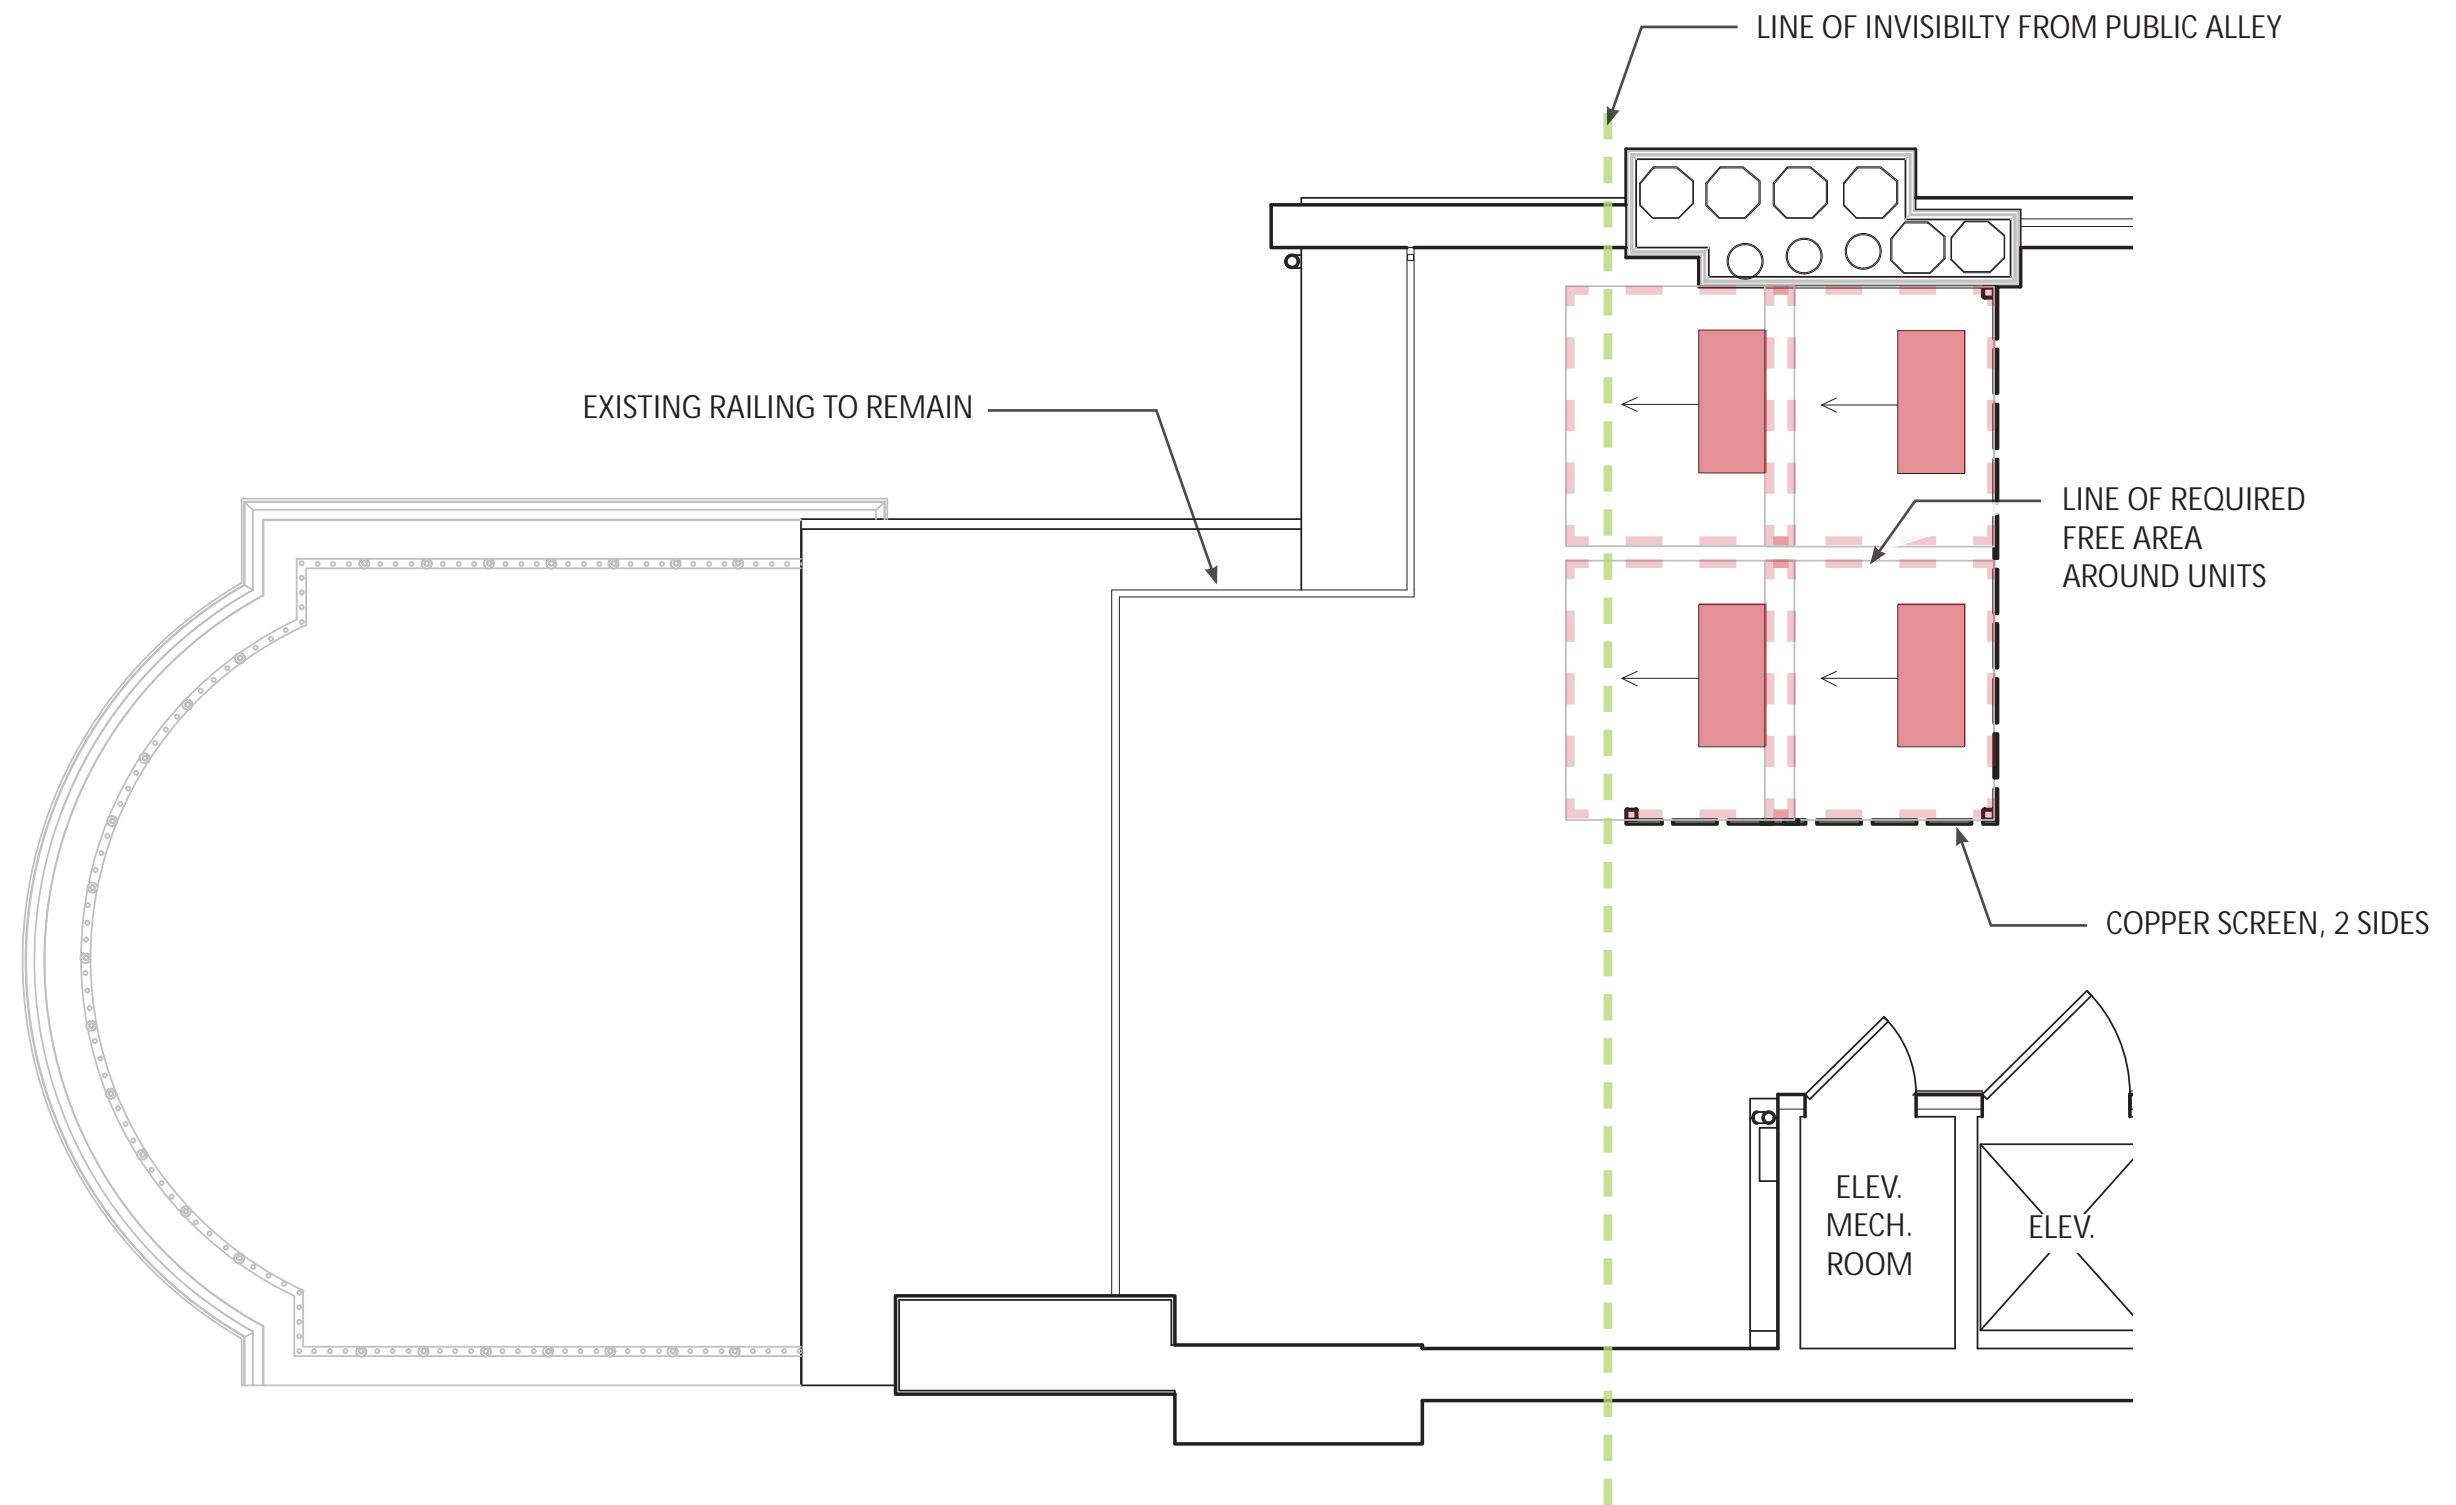 LINE OF INVISIBILTY FROM PUBLIC ALLEY
EXISTING RAILING TO REMAIN
LINE OF REQUIRED
FREE AREA
AROUND UNITS
COPPER SCREEN, 2 SIDES
ELEV.
MECH.
ROOM
ELEV.